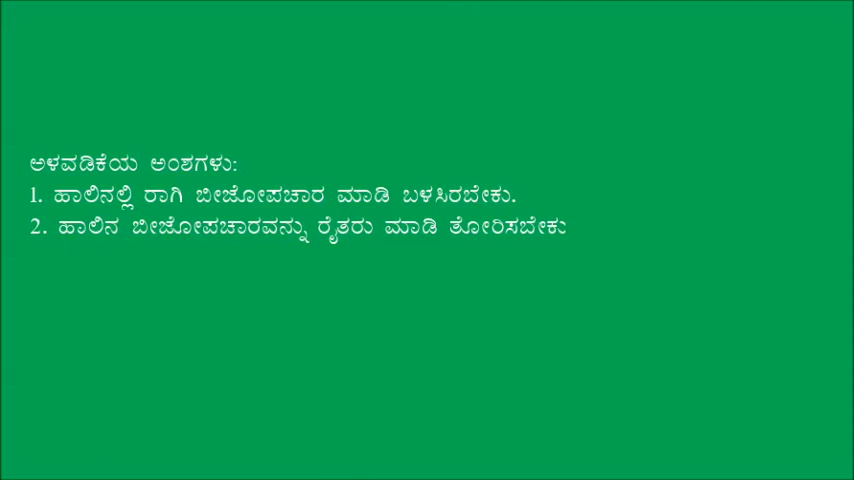 ಅಳವಡಿಕೆಯ ಅಂಶಗಳು:
1. ಹಾಲಿನಲ್ಲಿ ರಾಗಿ ಬೀಜೋಪಚಾರ ಮಾಡಿ ಬಳಸಿರಬೇಕು.
2. ಹಾಲಿನ ಬೀಜೋಪಚಾರವನ್ನು ರೈತರು ಮಾಡಿ ತೋರಿಸಬೇಕು